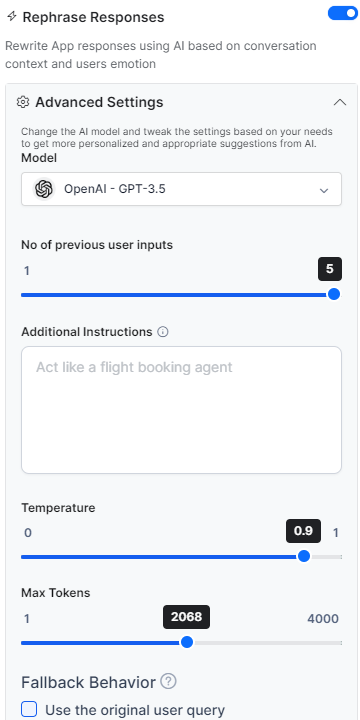 Rephrase Responses
Rewrite App responses using AI based on conversation
context and users emotion
Advanced Settings
Change the AI model and tweak the settings based on your needs
to get more personalized and appropriate suggestions from AI.
Model
OpenAI - GPT-3.5
No of previous user inputs
1 5
Additional Instructions
Act like a flight booking agent
Temperature
0 0.9 1
Max Tokens
1 2068 4000
Fallback Behavior
Use the original user query